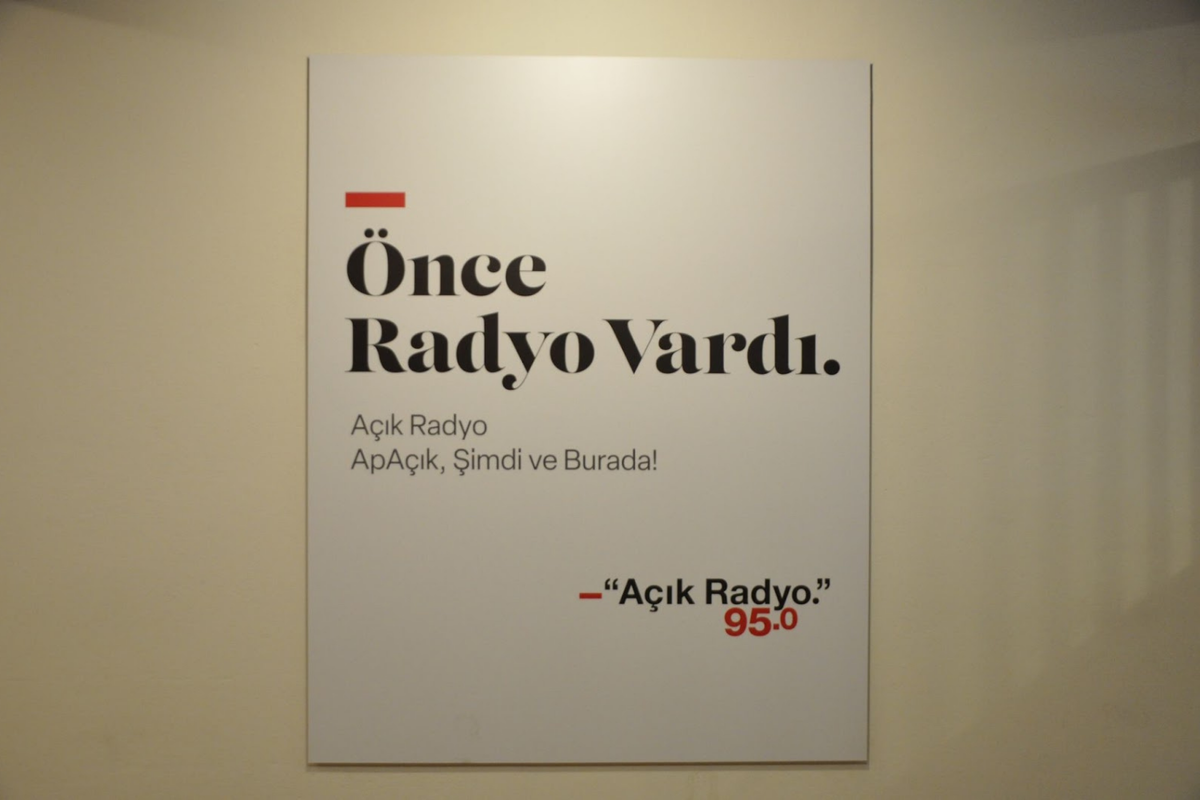 Önce
Radyo Vardı.
Açık Radyo
ApAçık, Şimdi ve Burada!
–“Açık Radyo.”
95.0